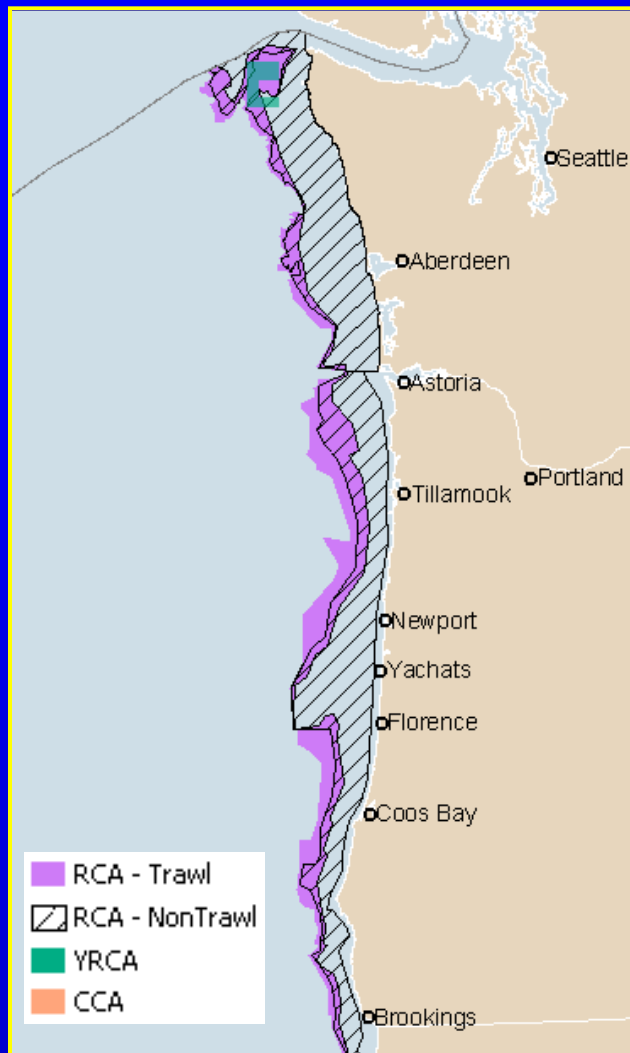 Seattle
Aberdeen
Astoria
Portland
Tillamook
Newport
Yachats
Florence
Coos Bay
RCA - Trawl
RCA - NonTrawl
YRCA
CCA
Brookings